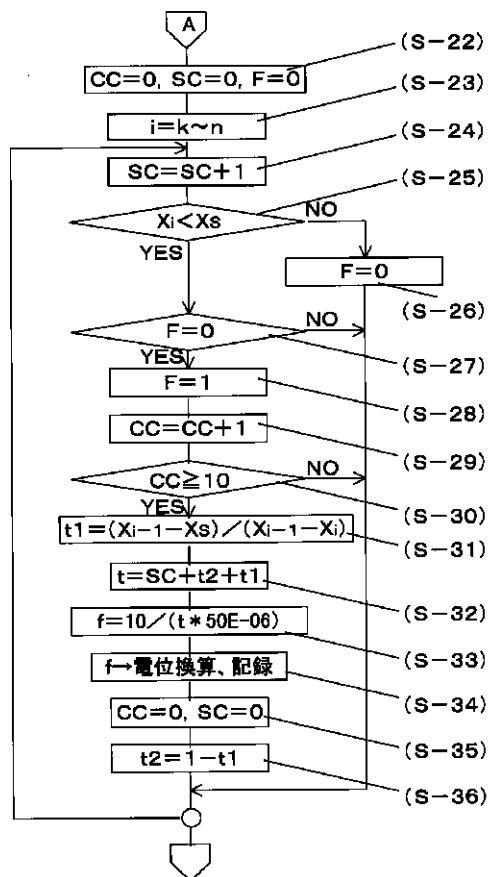 A
CC=0, SC=0, F=0 (S-22)
i=k~n (S-23)
SC=SC+1 (S-24)
Xi<XS (S-25)
NO
YES
F=0 (S-26)
F=0 (S-27)
NO
YES
F=1 (S-28)
CC=CC+1 (S-29)
CC≧10 (S-30)
NO
YES
t1=(Xi-1-XS)/(Xi-1-Xi) (S-31)
t=SC+t2+t1 (S-32)
f=10/(t*50E-06) (S-33)
f→電位換算、記録 (S-34)
CC=0, SC=0 (S-35)
t2=1-t1 (S-36)